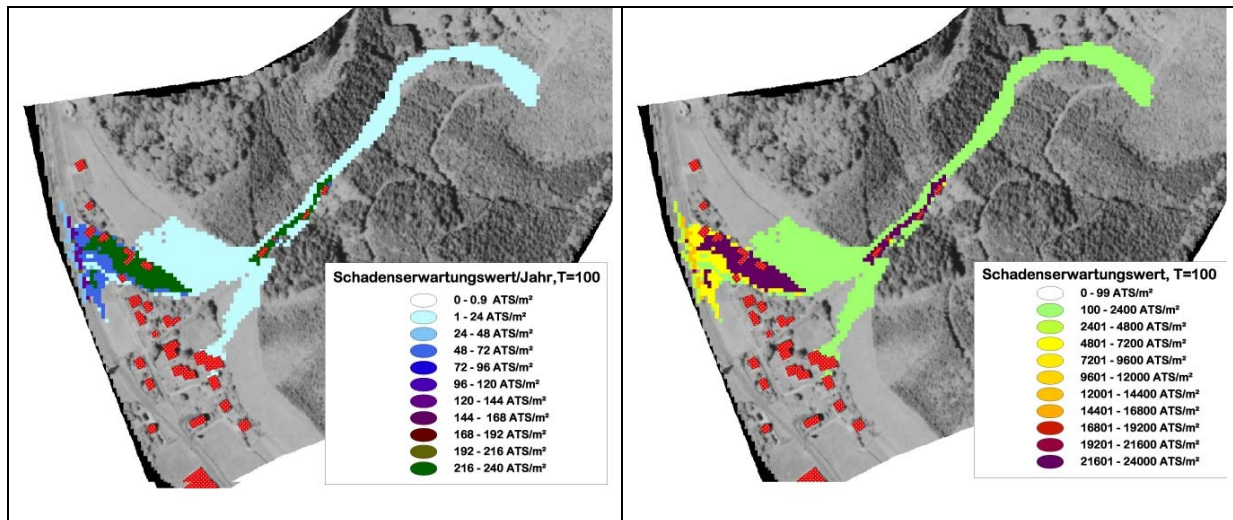 Schadenserwartungswert/Jahr,T=100
0 - 0.9 ATS/m²
1 - 24 ATS/m²
24 - 48 ATS/m²
48 - 72 ATS/m²
72 - 96 ATS/m²
96 - 120 ATS/m²
120 - 144 ATS/m²
144 - 168 ATS/m²
168 - 192 ATS/m²
192 - 216 ATS/m²
216 - 240 ATS/m²
Schadenserwartungswert, T=100
0 - 99 ATS/m²
100 - 2400 ATS/m²
2401 - 4800 ATS/m²
4801 - 7200 ATS/m²
7201 - 9600 ATS/m²
9601 - 12000 ATS/m²
12001 - 14400 ATS/m²
14401 - 16800 ATS/m²
16801 - 19200 ATS/m²
19201 - 21600 ATS/m²
21601 - 24000 ATS/m²